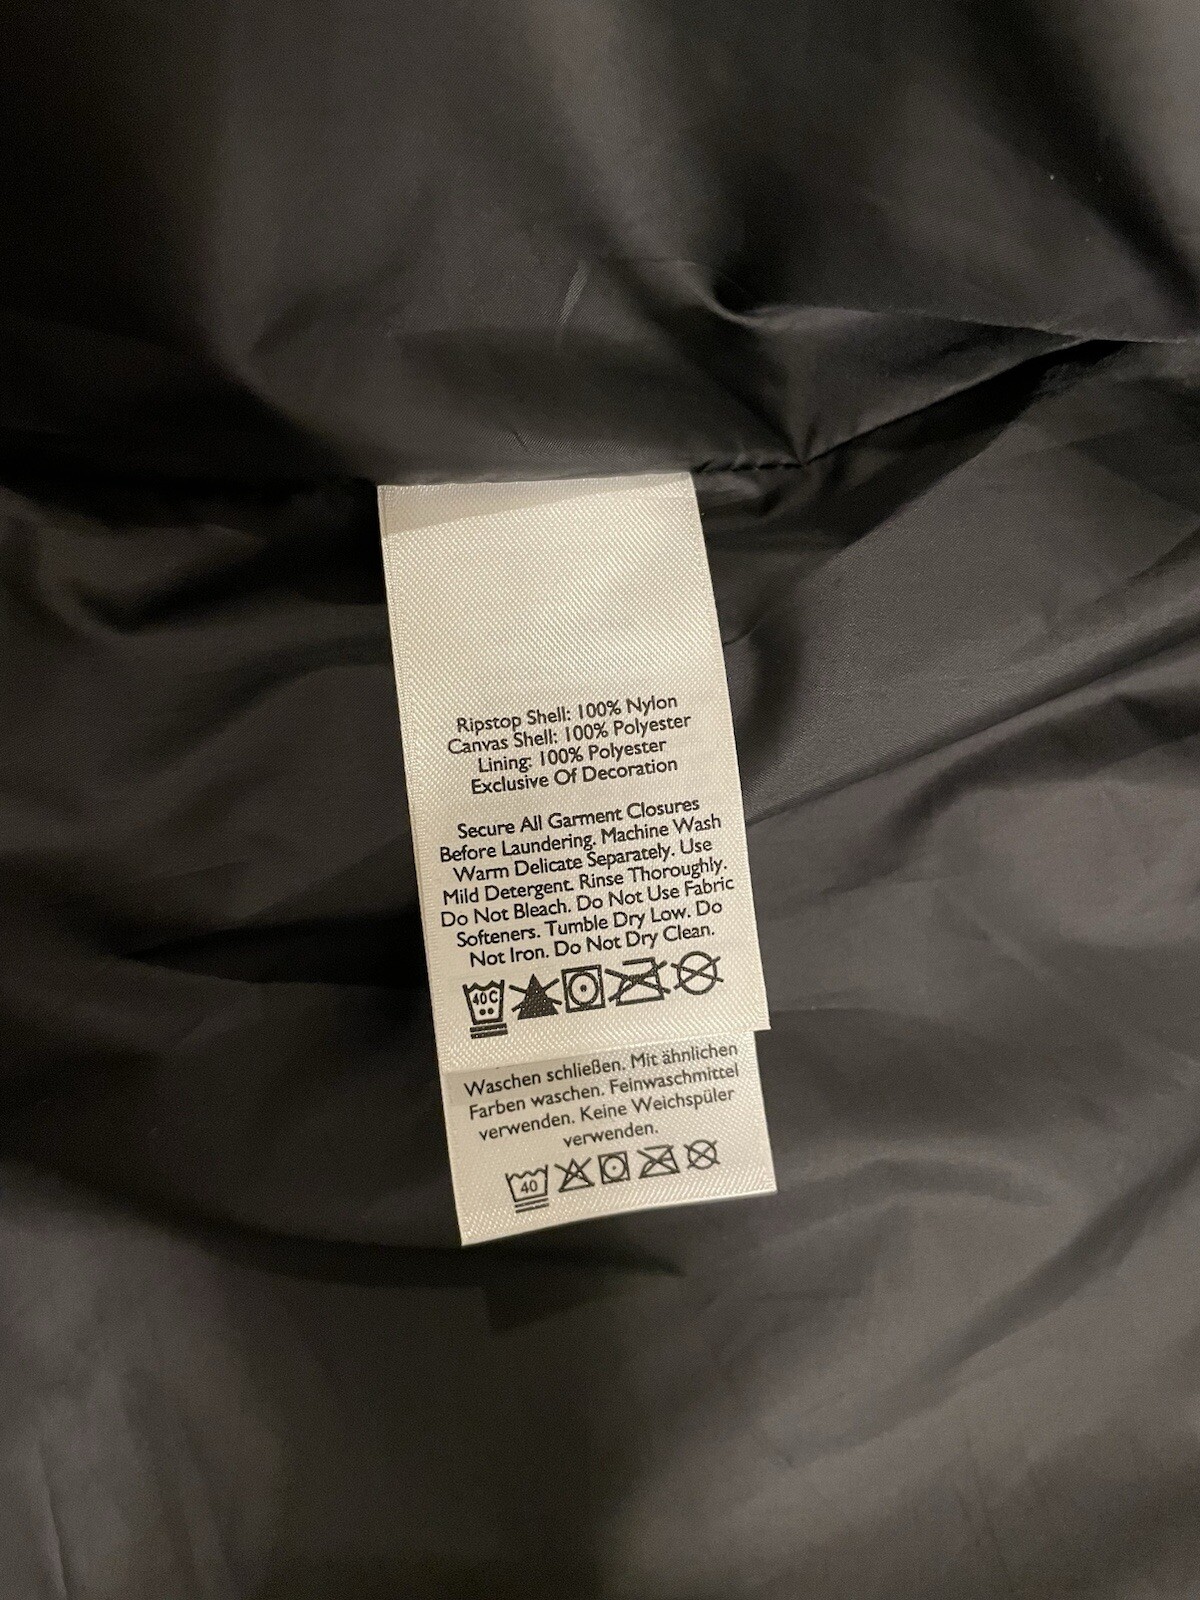 Ripstop Shell: 100% Nylon
Canvas Shell: 100% Polyester
Lining: 100% Polyester
Exclusive Of Decoration
Secure All Garment Closures
Before Laundering. Machine Wash
Warm Delicate Separately. Use
Mild Detergent. Rinse Thoroughly.
Do Not Bleach. Do Not Use Fabric
Softeners. Tumble Dry Low. Do
Not Iron. Do Not Dry Clean.
40C
Waschen schließen. Mit ähnlichen
Farben waschen. Feinwaschmittel
verwenden. Keine Weichspüler
verwenden.
40